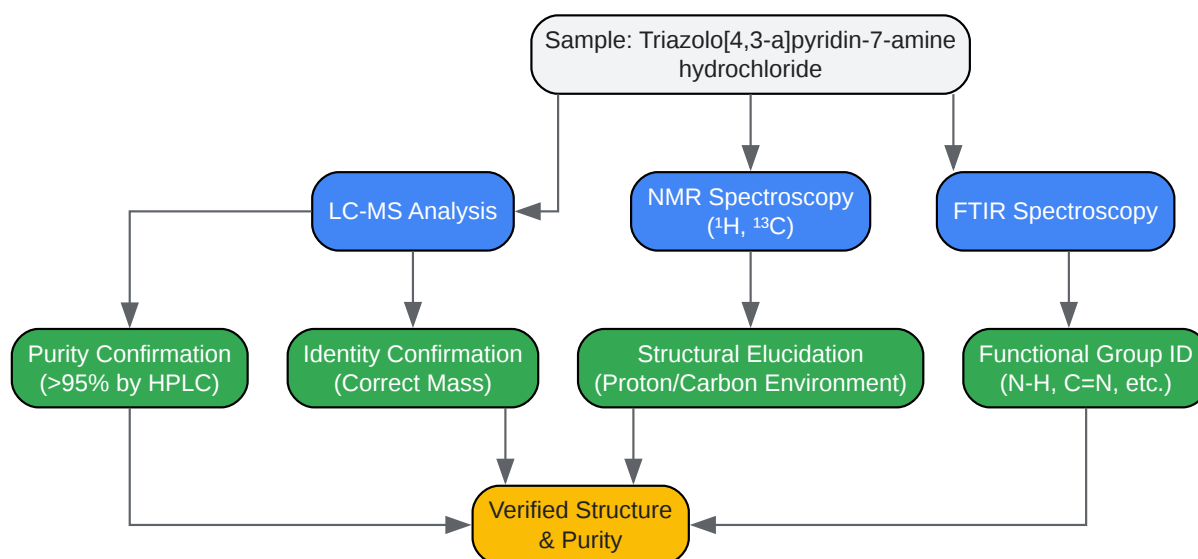 Sample: Triazolo[4,3-a]pyridin-7-amine
hydrochloride
LC-MS Analysis
NMR Spectroscopy
(¹H, ¹³C)
FTIR Spectroscopy
Purity Confirmation
(>95% by HPLC)
Identity Confirmation
(Correct Mass)
Structural Elucidation
(Proton/Carbon Environment)
Functional Group ID
(N-H, C=N, etc.)
Verified Structure
& Purity